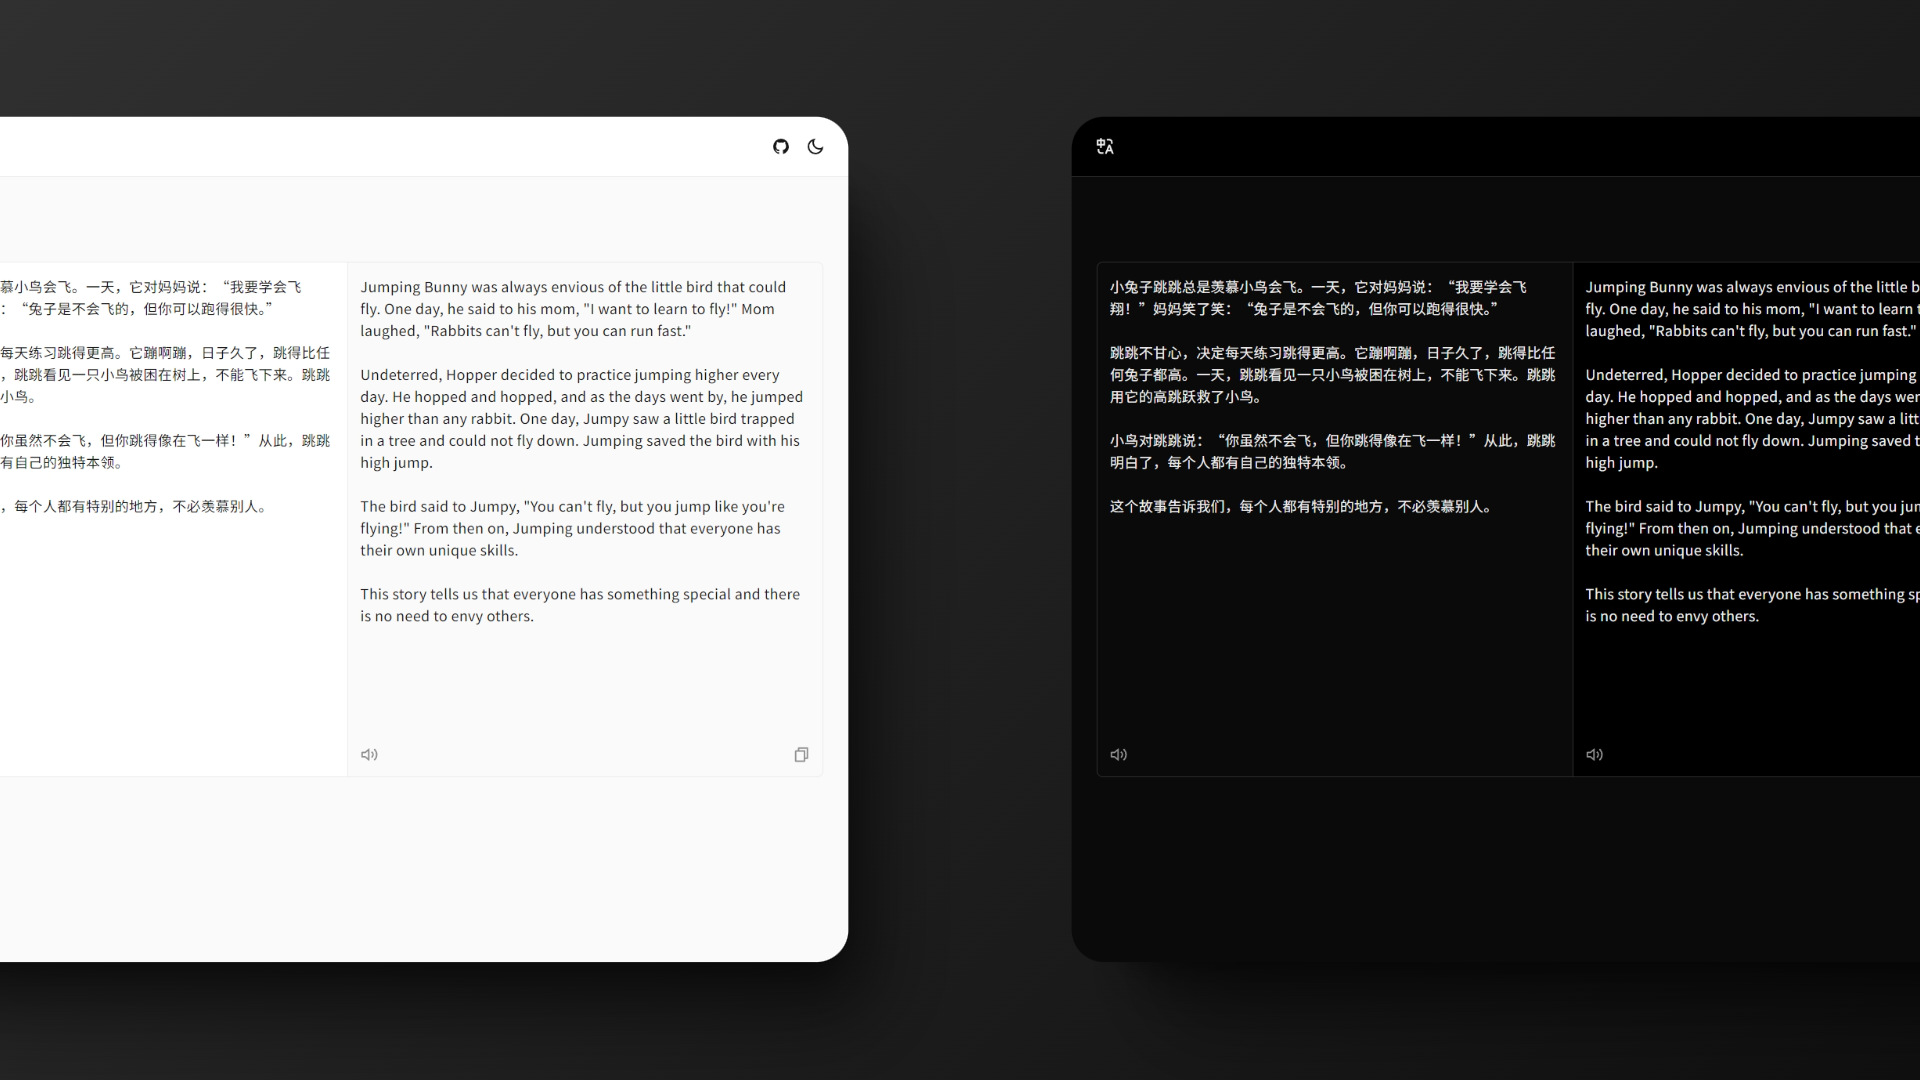 慕小鸟会飞。一天，它对妈妈说：“我要学会飞
：“兔子是不会飞的，但你可以跑得很快。”
每天练习跳得更高。它蹦啊蹦，日子久了，跳得比任
，跳跳看见一只小鸟被困在树上，不能飞下来。跳跳
小鸟。
你虽然不会飞，但你跳得像在飞一样！”从此，跳跳
有自己的独特本领。
，每个人都有特别的地方，不必羡慕别人。
Jumping Bunny was always envious of the little bird that could
fly. One day, he said to his mom, "I want to learn to fly!" Mom
laughed, "Rabbits can't fly, but you can run fast."
Undeterred, Hopper decided to practice jumping higher every
day. He hopped and hopped, and as the days went by, he jumped
higher than any rabbit. One day, Jumpy saw a little bird trapped
in a tree and could not fly down. Jumping saved the bird with his
high jump.
The bird said to Jumpy, "You can't fly, but you jump like you're
flying!" From then on, Jumping understood that everyone has
their own unique skills.
This story tells us that everyone has something special and there
is no need to envy others.
中A
小兔子跳跳总是羡慕小鸟会飞。一天，它对妈妈说：“我要学会飞
翔！”妈妈笑了笑：“兔子是不会飞的，但你可以跑得很快。”
跳跳不甘心，决定每天练习跳得更高。它蹦啊蹦，日子久了，跳得比任
何兔子都高。一天，跳跳看见一只小鸟被困在树上，不能飞下来。跳跳
用它的高跳跃救了小鸟。
小鸟对跳跳说：“你虽然不会飞，但你跳得像在飞一样！”从此，跳跳
明白了，每个人都有自己的独特本领。
这个故事告诉我们，每个人都有特别的地方，不必羡慕别人。
Jumping Bunny was always envious of the little b
fly. One day, he said to his mom, "I want to learn t
laughed, "Rabbits can't fly, but you can run fast."
Undeterred, Hopper decided to practice jumping
day. He hopped and hopped, and as the days wer
higher than any rabbit. One day, Jumpy saw a litt
in a tree and could not fly down. Jumping saved t
high jump.
The bird said to Jumpy, "You can't fly, but you jum
flying!" From then on, Jumping understood that e
their own unique skills.
This story tells us that everyone has something sp
is no need to envy others.